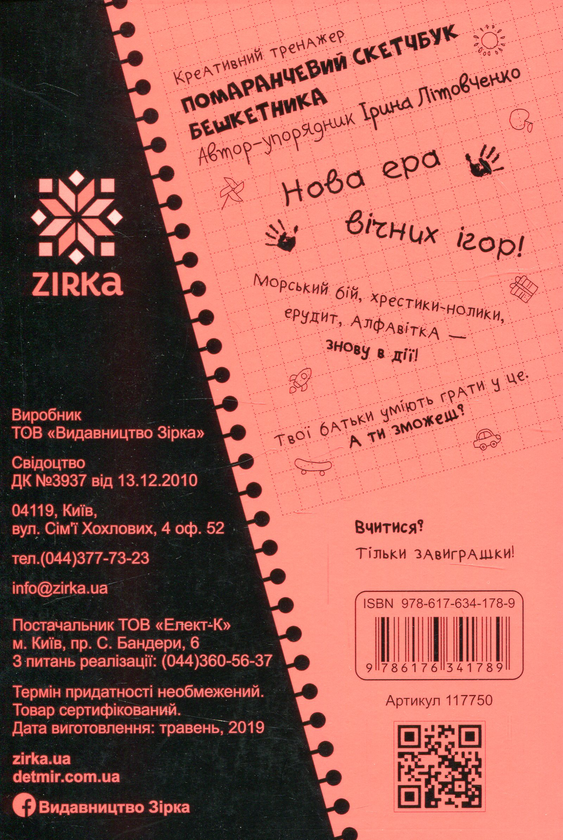 Креативний тренажер
ПОМАРАНЧЕВИЙ СКЕТЧБУК
БЕШКЕТНИКА
Автор-упорядник Ірина Літовченко
Нова ера
вічних ігор!
Морський бій, хрестики-нолики,
ерудит, Алфавітка —
знову в дії!
Твої батьки уміють грати у це.
А ти зможеш?
Вчитися?
Тільки завиграшки!
ISBN 978-617-634-178-9
9 786176 341789
Артикул 117750
ZIRKA
Виробник
ТОВ «Видавництво Зірка»
Свідоцтво
ДК №3937 від 13.12.2010
04119, Київ,
вул. Сім'ї Хохлових, 4 оф. 52
тел.(044)377-73-23
info@zirka.ua
Постачальник ТОВ «Елект-К»
м. Київ, пр. С. Бандери, 6
З питань реалізації: (044)360-56-37
Термін придатності необмежений.
Товар сертифікований.
Дата виготовлення: травень, 2019
zirka.ua
detmir.com.ua
Видавництво Зірка